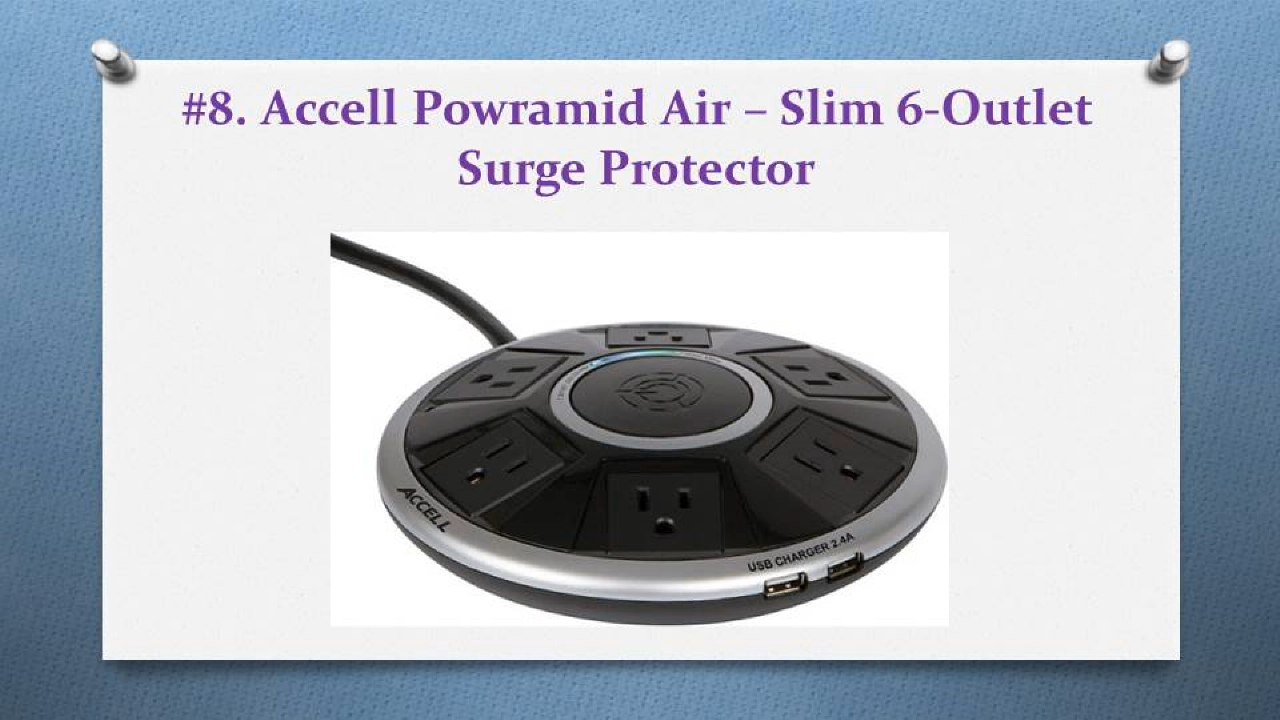 #8. Accell Powramid Air – Slim 6-Outlet
Surge Protector
ACCELL
USB CHARGER 2.4A